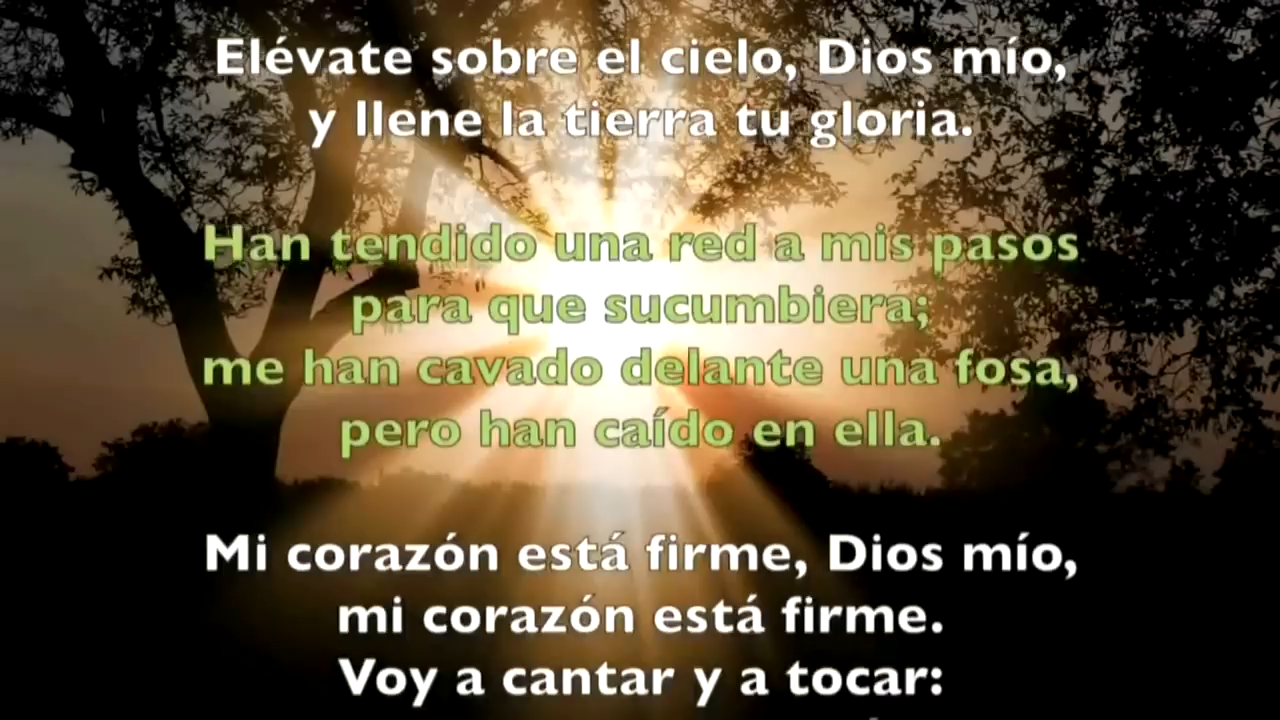 Elévate sobre el cielo, Dios mío,
y llene la tierra tu gloria.
Han tendido una red a mis pasos
para que sucumbiera;
me han cavado delante una fosa,
pero han caído en ella.
Mi corazón está firme, Dios mío,
mi corazón está firme.
Voy a cantar y a tocar: